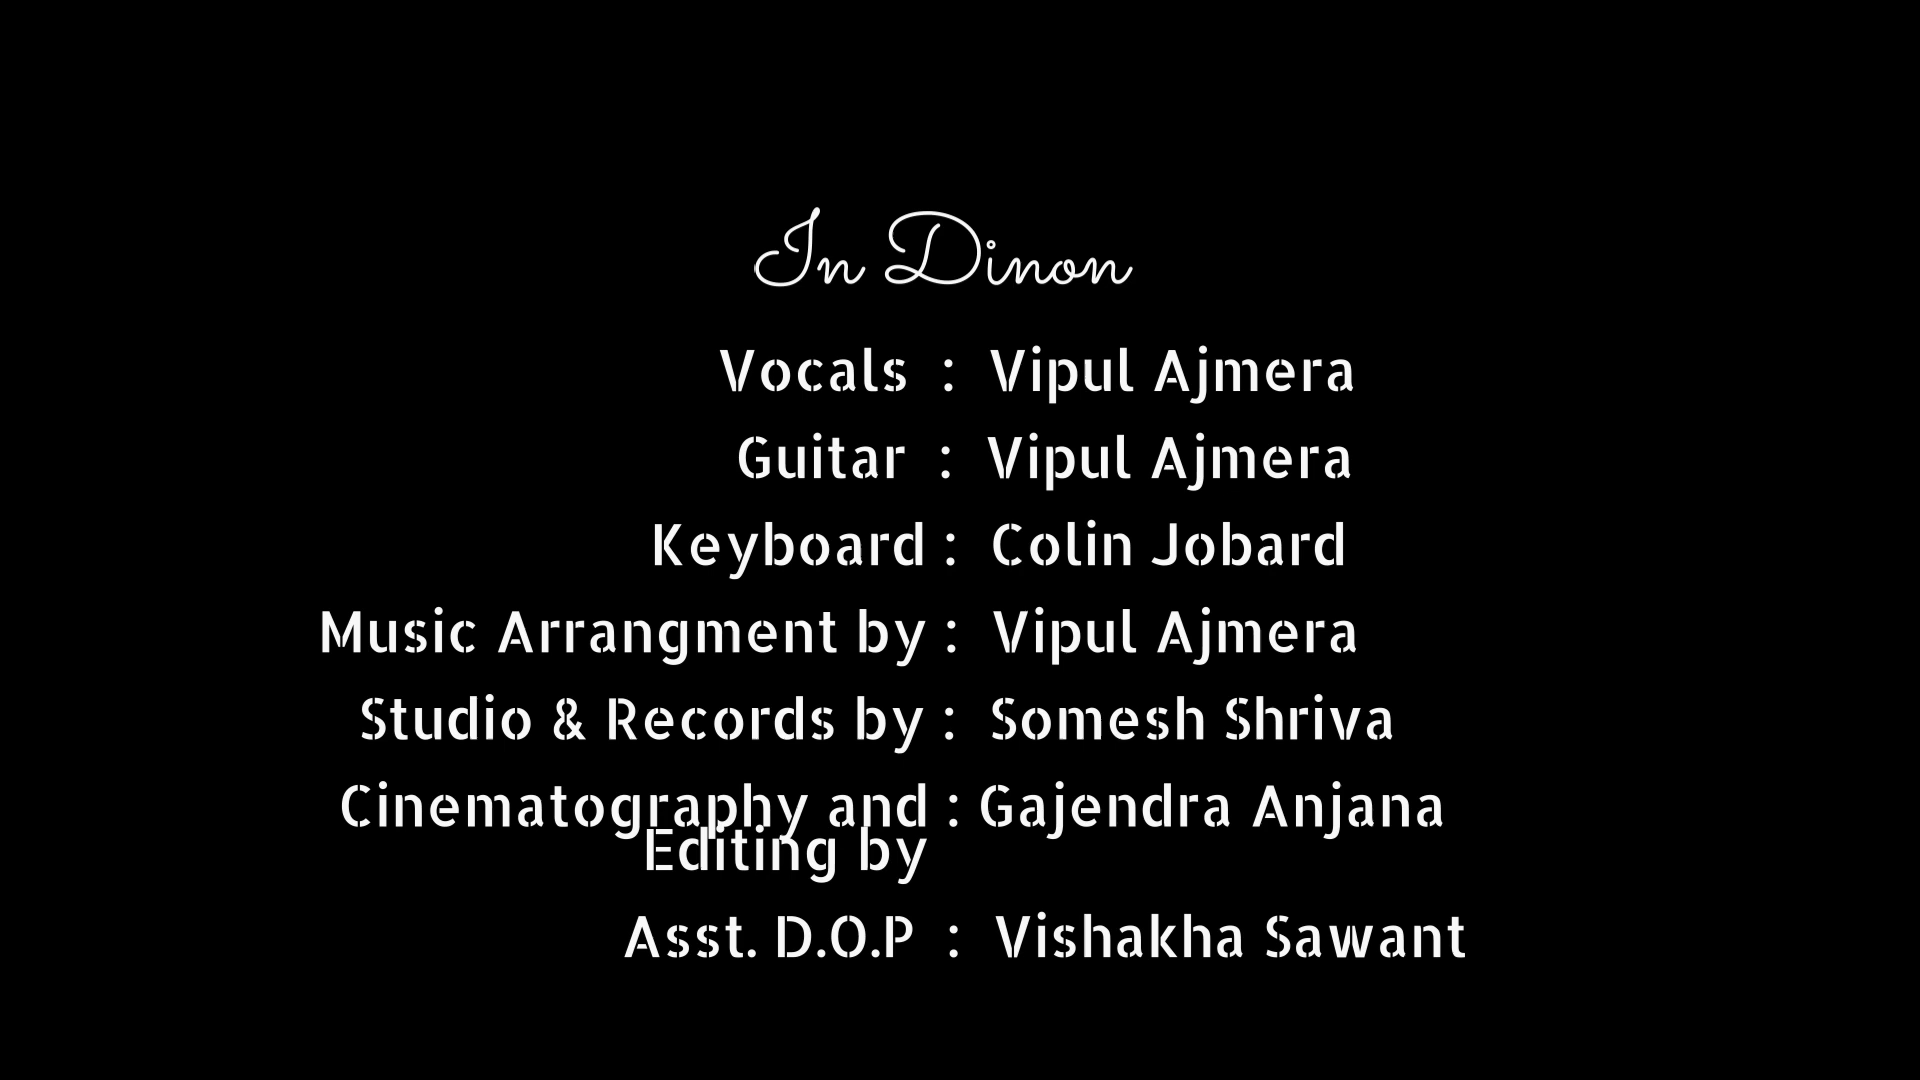 In Dinon
Vocals : Vipul Ajmera
Guitar : Vipul Ajmera
Keyboard : Colin Jobard
Music Arrangment by : Vipul Ajmera
Studio & Records by : Somesh Shriva
Cinematography and : Gajendra Anjana
Editing by
Asst. D.O.P : Vishakha Sawant